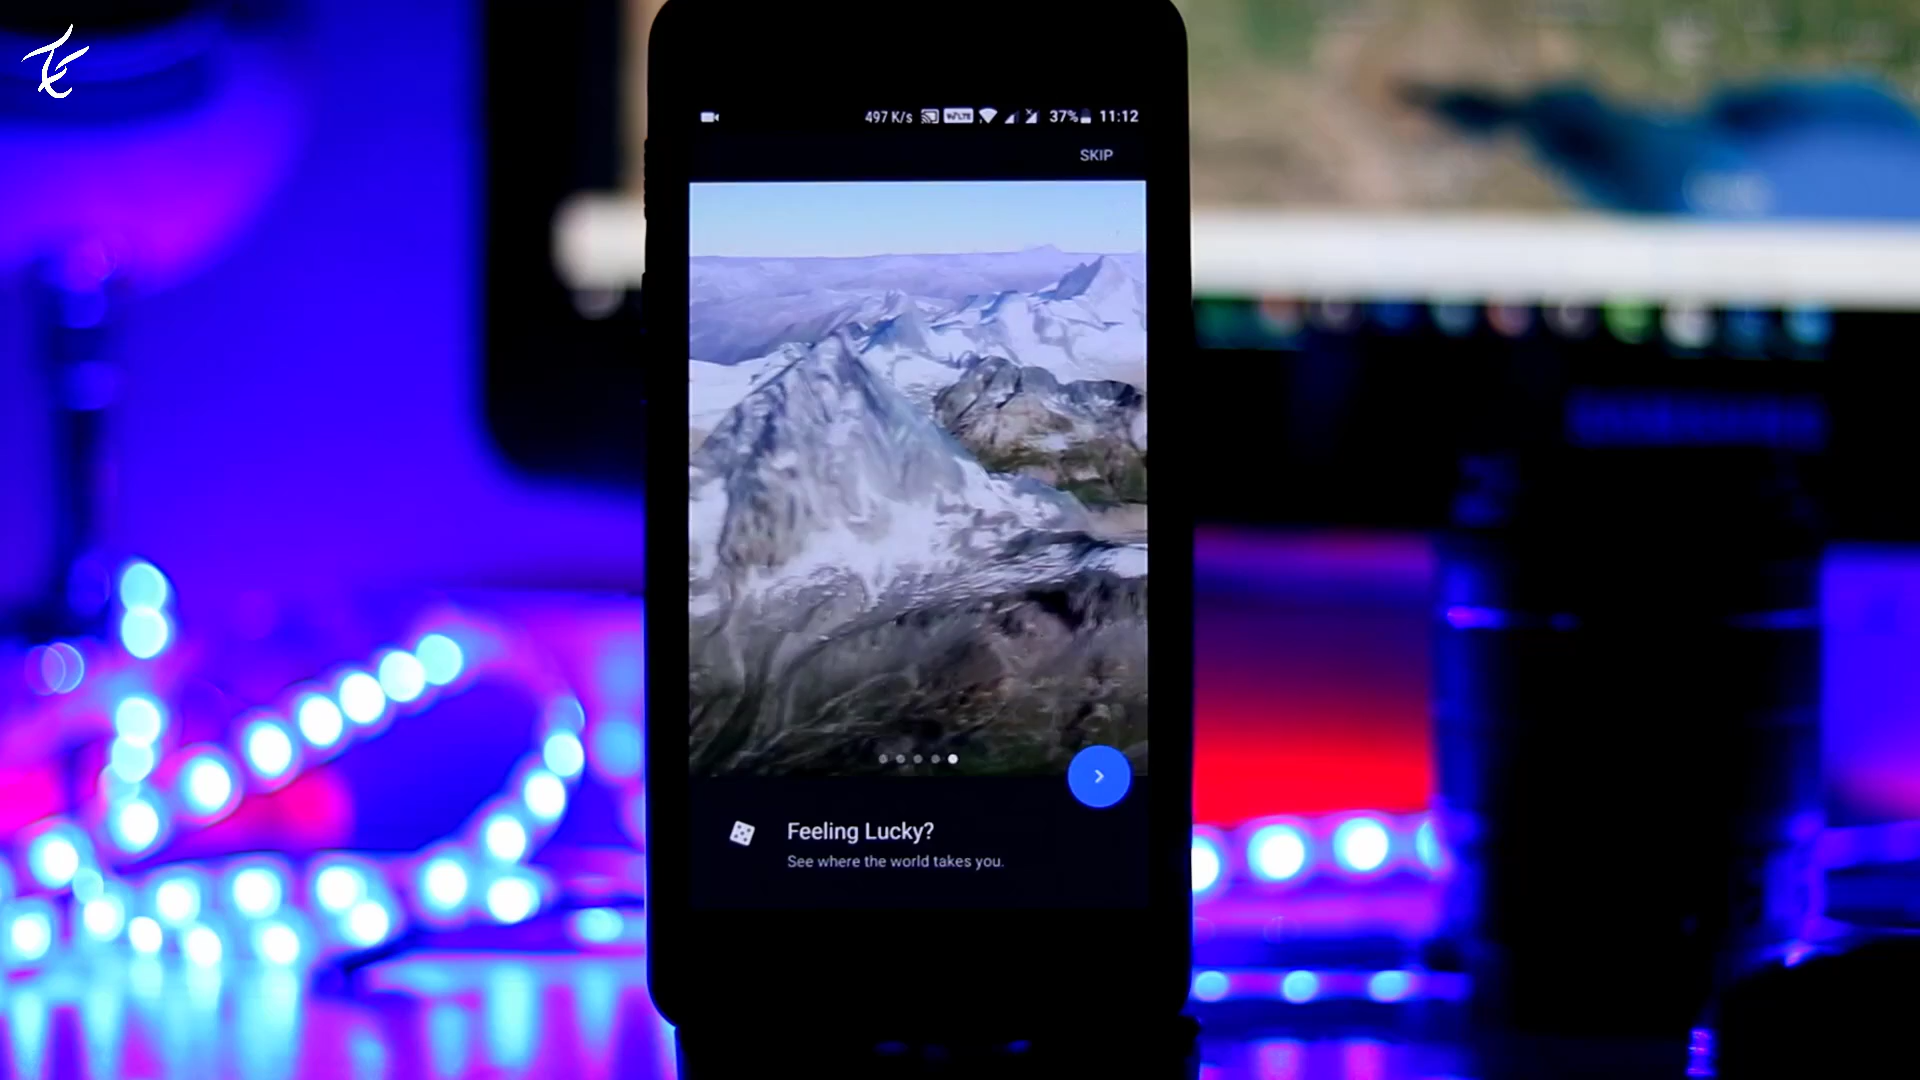 497 K/s 37% 11:12
SKIP
Feeling Lucky?
See where the world takes you.